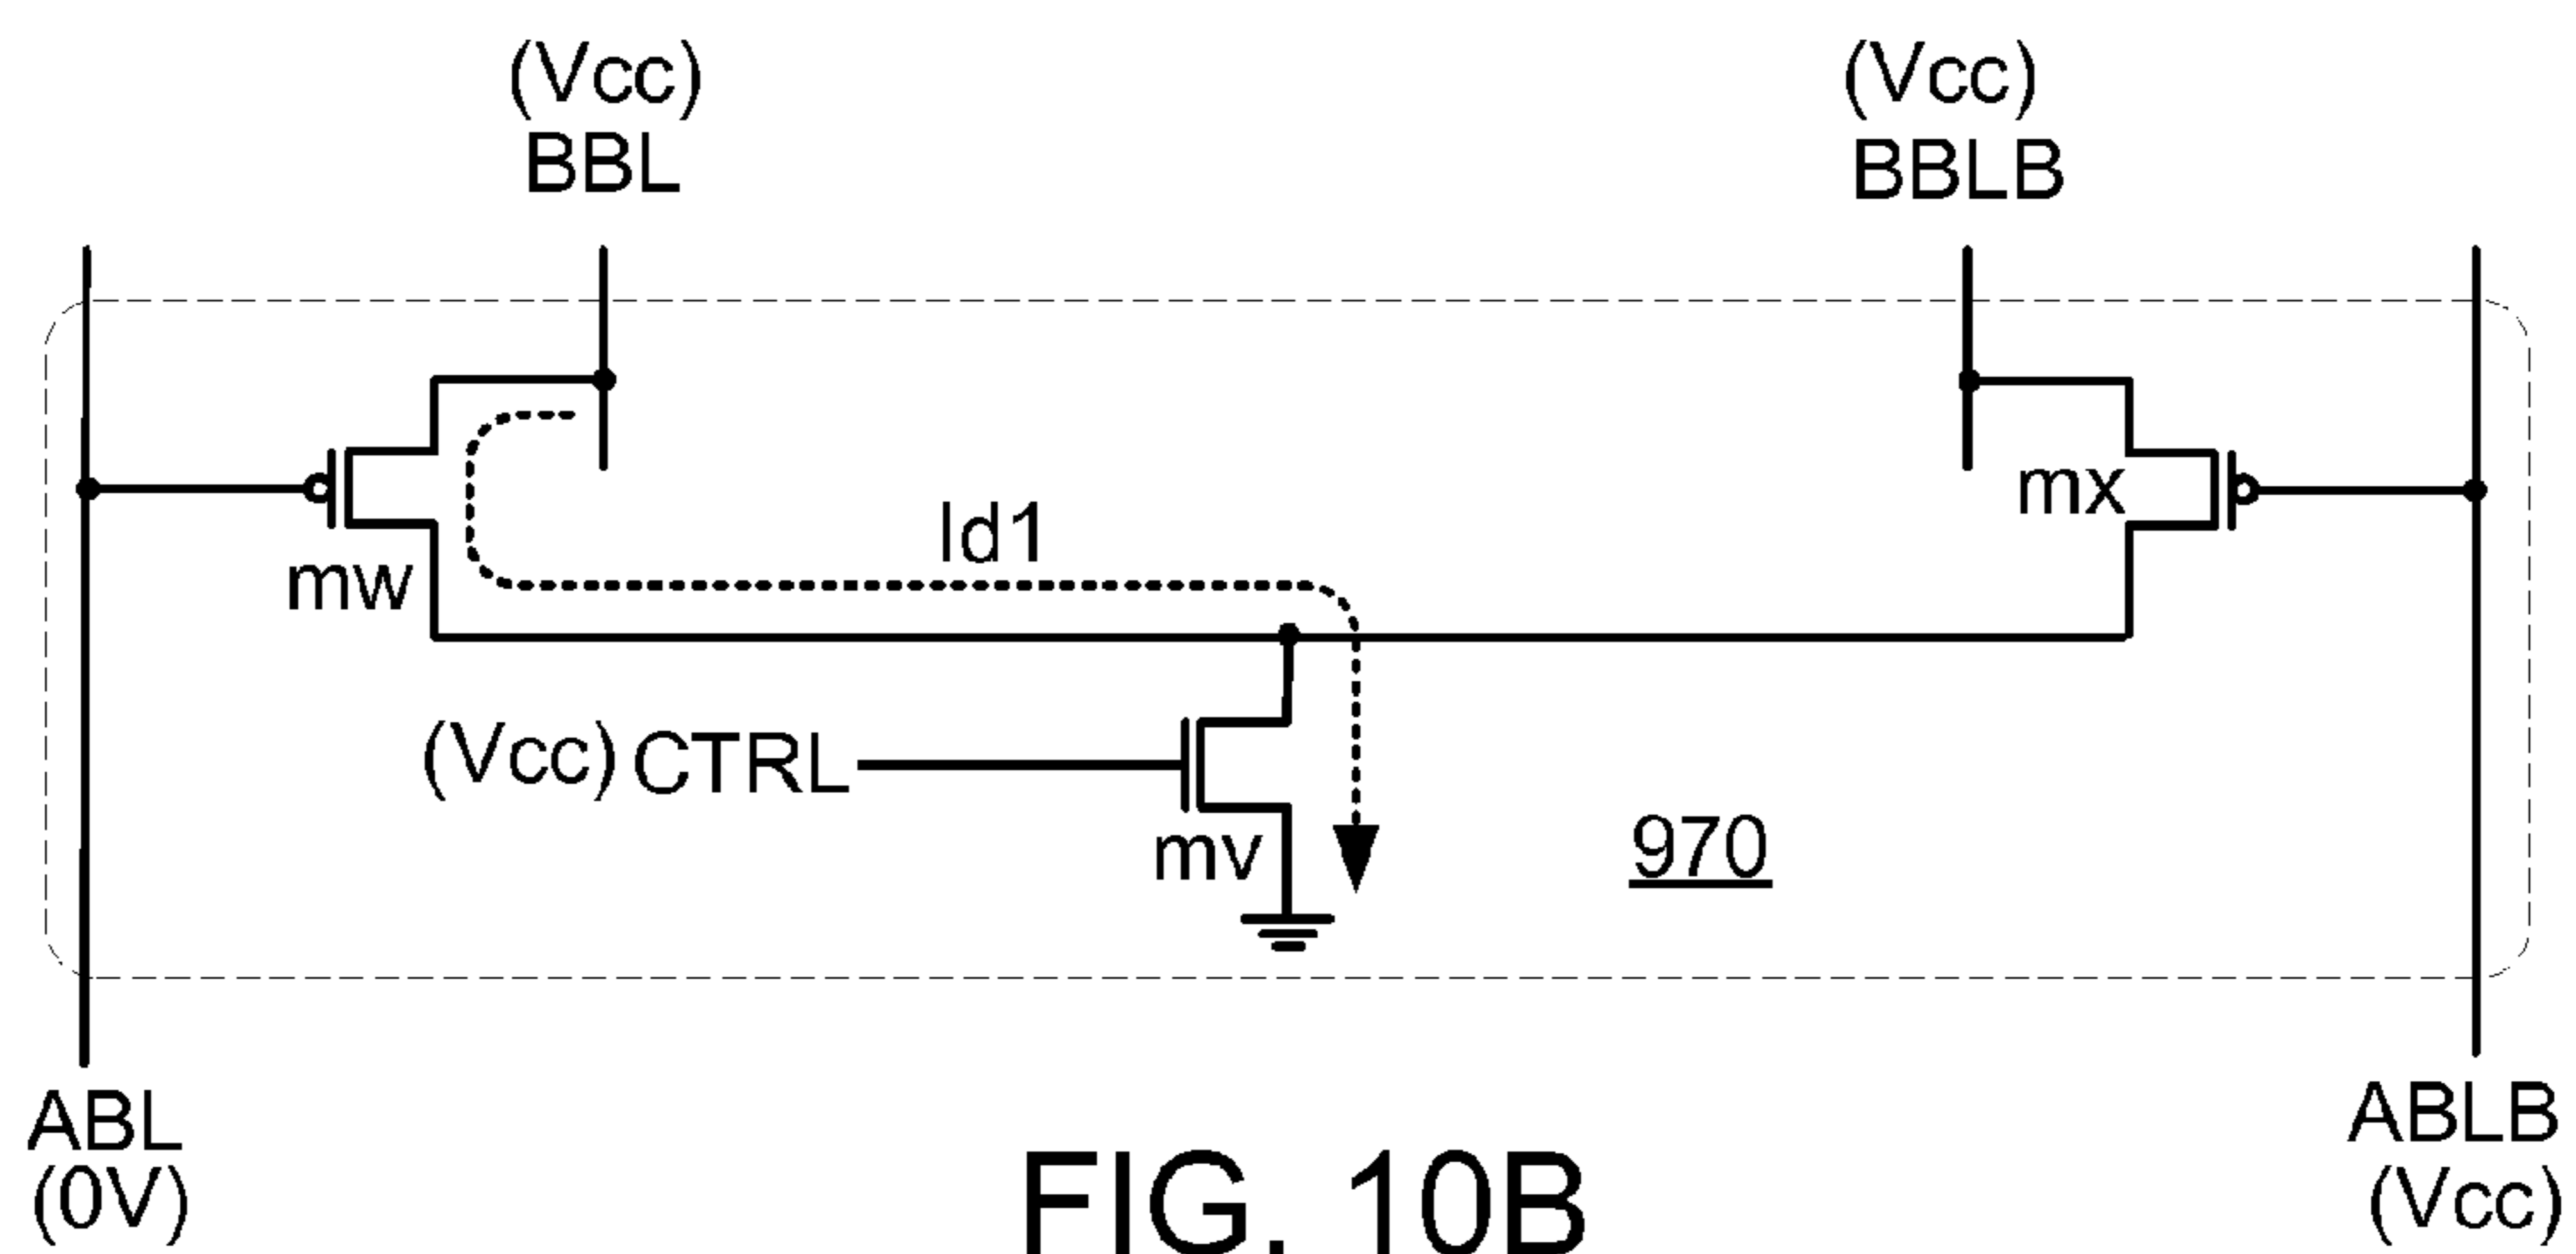 (Vcc)
BBL
(Vcc)
BBLB
mw
Id1
mx
(Vcc) CTRL
mv
970
ABL
(0V)
ABLB
(Vcc)
FIG. 10B